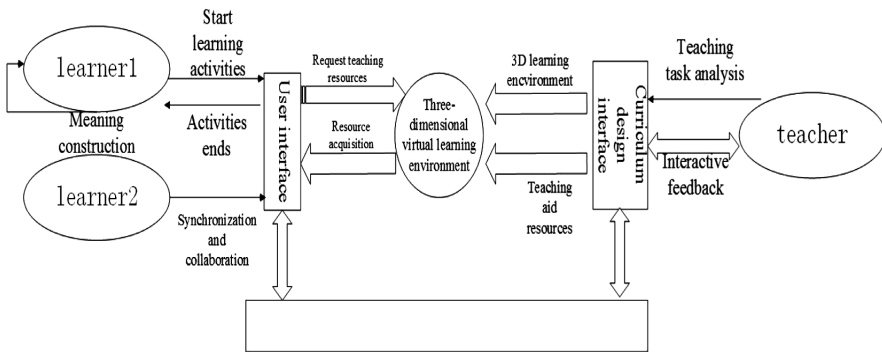 learner1
Start
learning
activities
Activities
ends
Meaning
construction
learner2
Synchronization
and
collaboration
User interface
Request teaching
resources
Resource
acquisition
Three-
dimensional
virtual learning
environment
3D learning
encvironment
Teaching
aid
resources
Curriculum
design
interface
Teaching
task analysis
teacher
Interactive
feedback